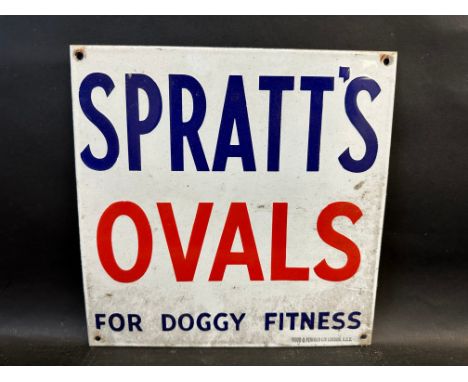 SPRATT'S
OVALS
FOR DOGGY FITNESS